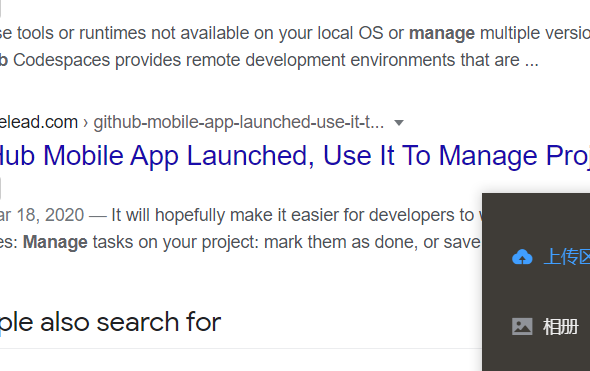 se tools or runtimes not available on your local OS or manage multiple versio
b Codespaces provides remote development environments that are ...
elead.com › github-mobile-app-launched-use-it-t...
Hub Mobile App Launched, Use It To Manage Proj
ar 18, 2020 — It will hopefully make it easier for developers to
es: Manage tasks on your project: mark them as done, or save
上传区
ple also search for
相册